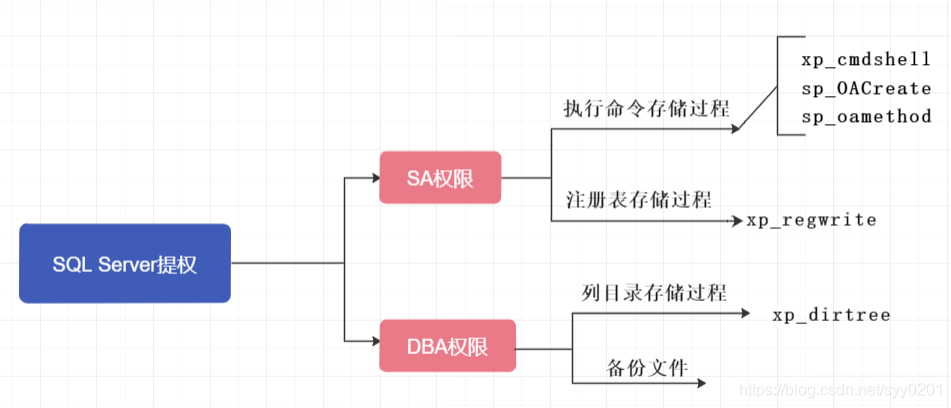 xp_cmdshell
sp_OACreate
sp_oamethod
执行命令存储过程
SA权限
注册表存储过程
xp_regwrite
SQL Server提权
列目录存储过程
xp_dirtree
DBA权限
备份文件
https://blog.csdn.net/syy0201